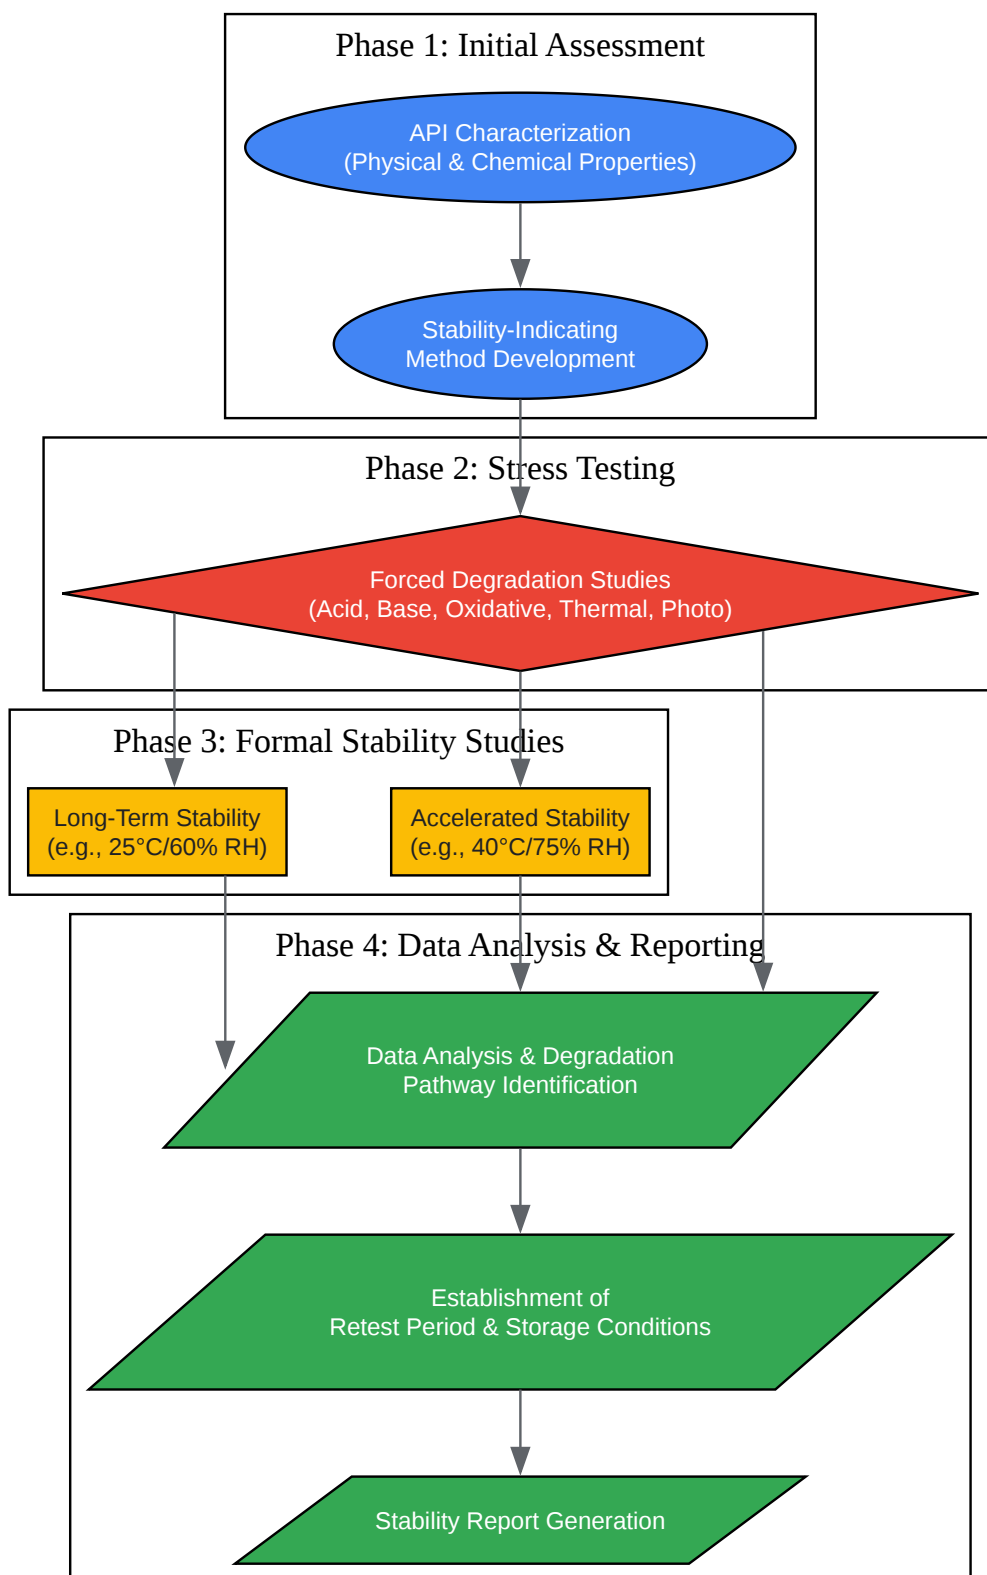 Phase 1: Initial Assessment
API Characterization
(Physical & Chemical Properties)
Stability-Indicating
Method Development
Phase 2: Stress Testing
Forced Degradation Studies
(Acid, Base, Oxidative, Thermal, Photo)
Phase 3: Formal Stability Studies
Long-Term Stability
(e.g., 25°C/60% RH)
Accelerated Stability
(e.g., 40°C/75% RH)
Phase 4: Data Analysis & Reporting
Data Analysis & Degradation
Pathway Identification
Establishment of
Retest Period & Storage Conditions
Stability Report Generation